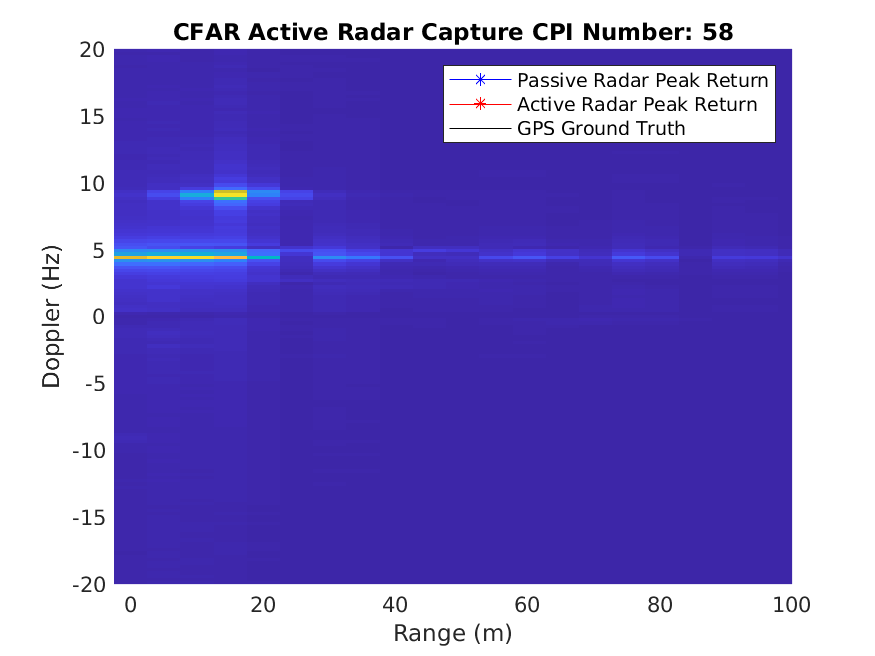 CFAR Active Radar Capture CPI Number: 58
20
15
10
5
0
-5
-10
-15
-20
Doppler (Hz)
Passive Radar Peak Return
Active Radar Peak Return
GPS Ground Truth
0 20 40 60 80 100
Range (m)